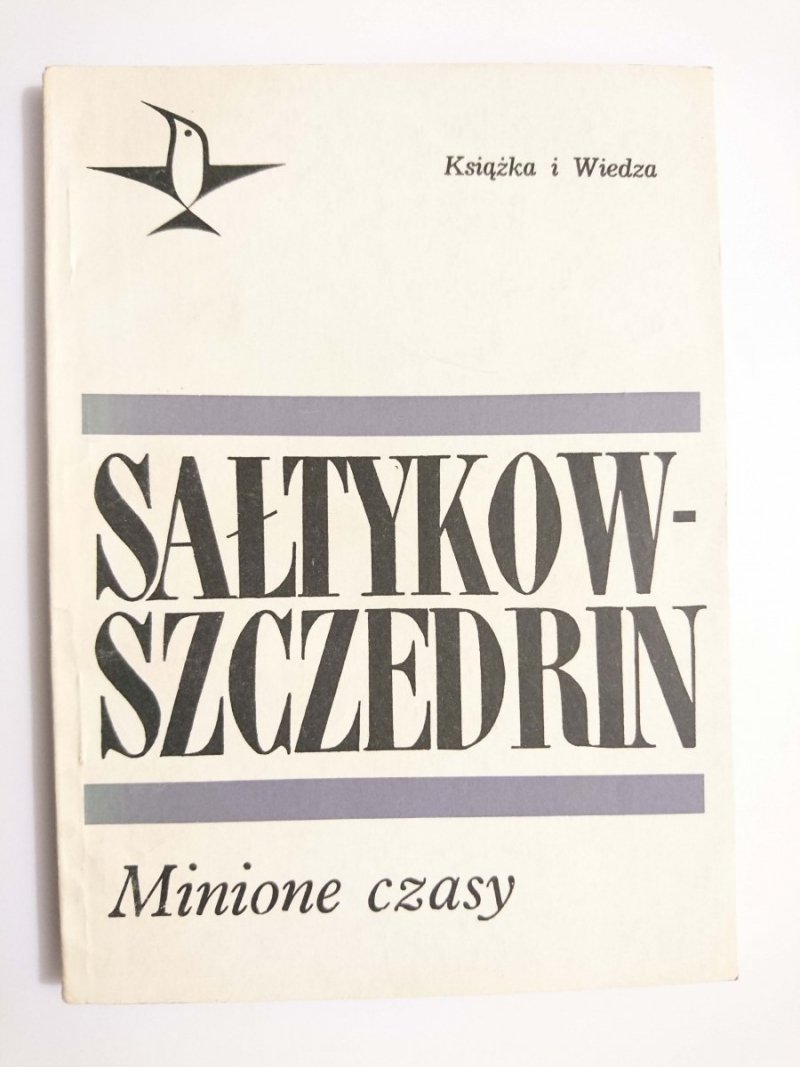 Książka i Wiedza
SAŁTYKOW-
SZCZEDRIN
Minione czasy